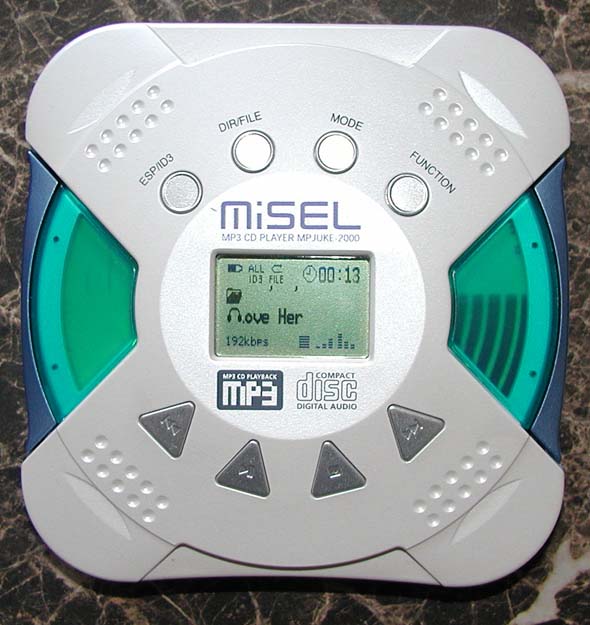 ESP/ID3
DIR/FILE
MODE
FUNCTION
MiSEL
MP3 CD PLAYER MPJUKE-2000
ALL
00:13
ID3 FILE
ove Her
192kbps
MP3 CD PLAYBACK
MP3
COMPACT
disc
DIGITAL AUDIO